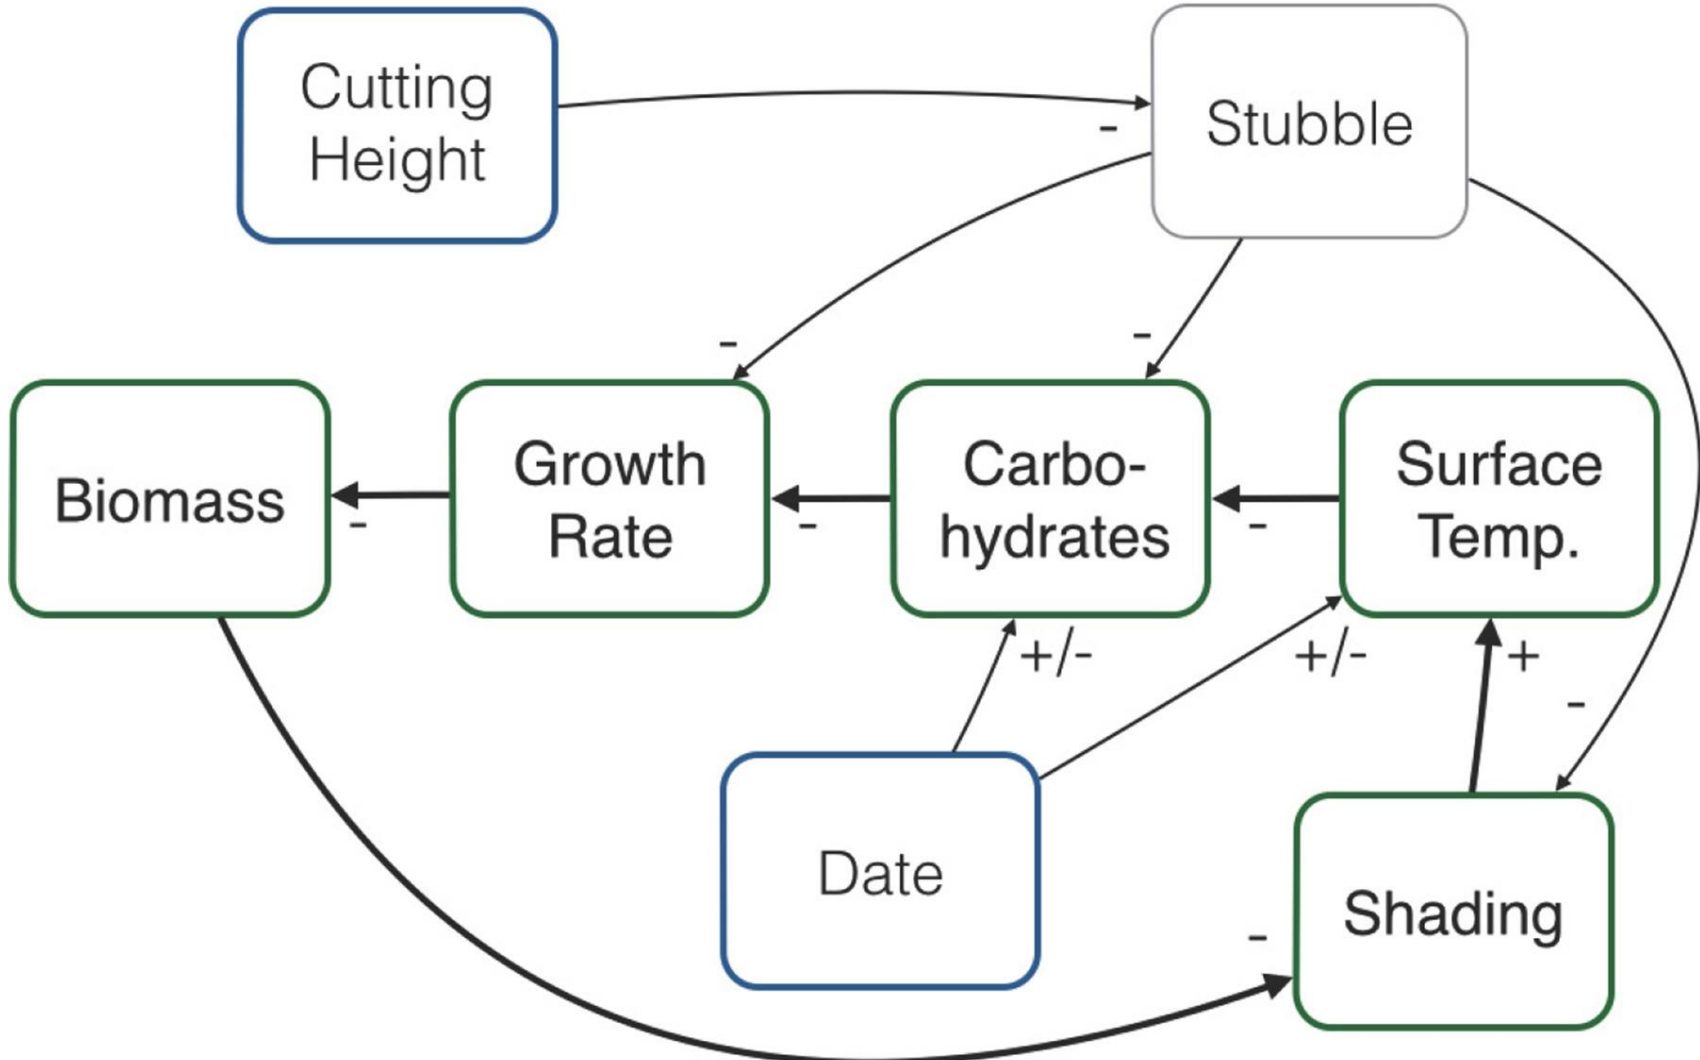 Cutting
Height
Stubble
-
-
-
Biomass
Growth
Rate
Carbo-
hydrates
Surface
Temp.
-
-
-
+/-
+/-
+
-
Date
Shading
-